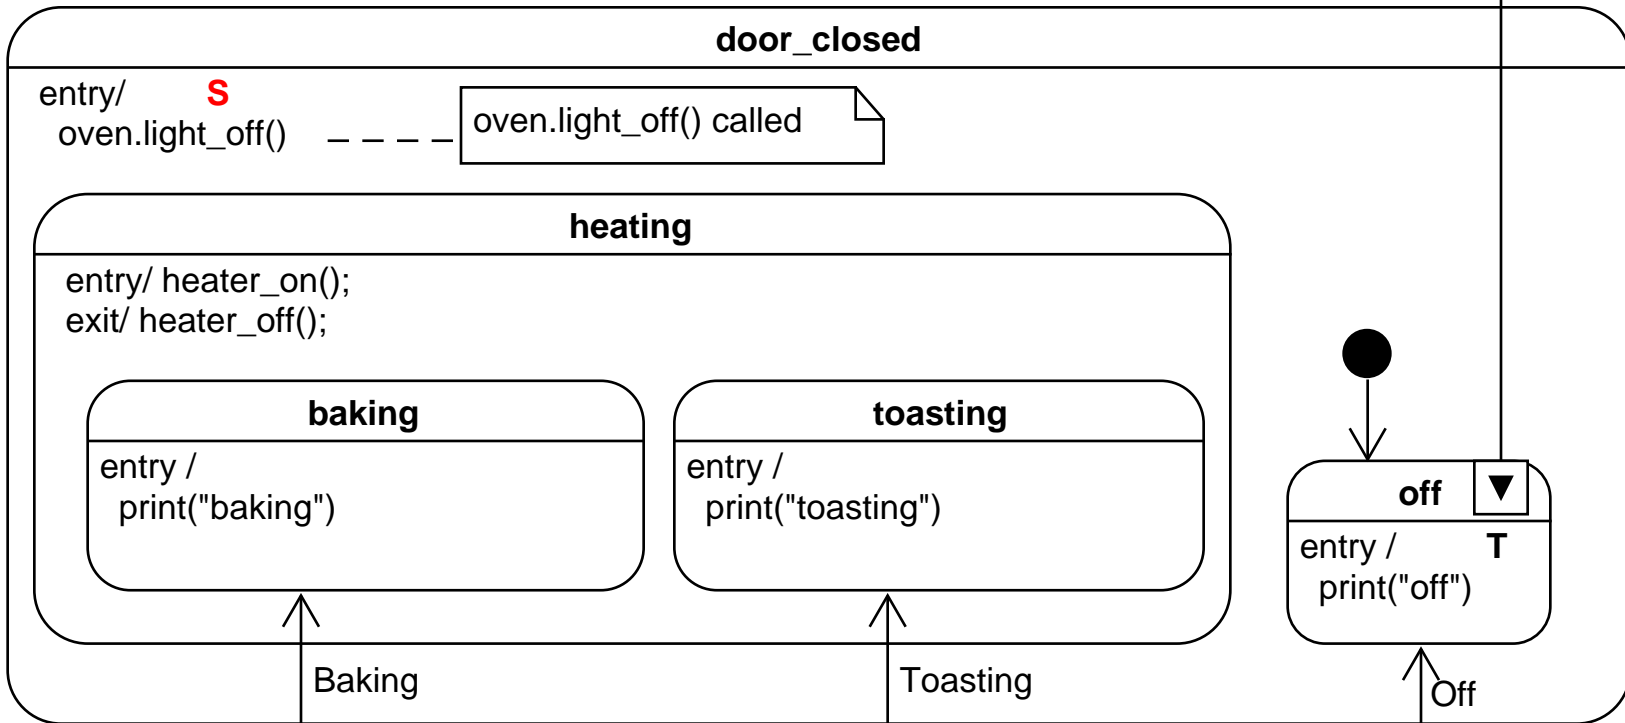 door_closed
entry/ S
oven.light_off()
oven.light_off() called
heating
entry/ heater_on();
exit/ heater_off();
baking
entry /
print("baking")
toasting
entry /
print("toasting")
off
entry / T
print("off")
Baking
Toasting
Off